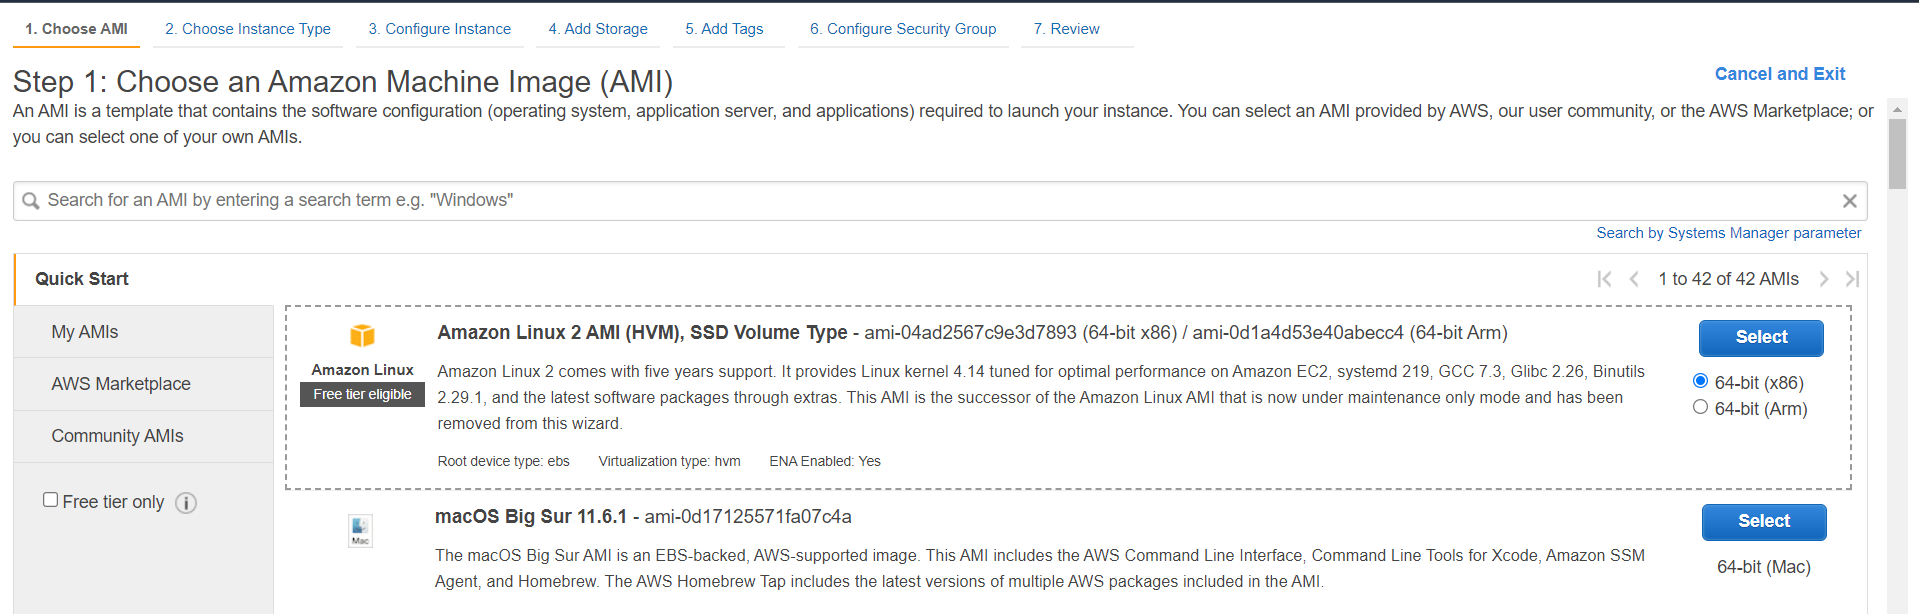 1. Choose AMI 2. Choose Instance Type 3. Configure Instance 4. Add Storage 5. Add Tags 6. Configure Security Group 7. Review
Step 1: Choose an Amazon Machine Image (AMI)
Cancel and Exit
An AMI is a template that contains the software configuration (operating system, application server, and applications) required to launch your instance. You can select an AMI provided by AWS, our user community, or the AWS Marketplace; or
you can select one of your own AMIs.
Search for an AMI by entering a search term e.g. "Windows"
Search by Systems Manager parameter
Quick Start
1 to 42 of 42 AMIs
My AMIs
AWS Marketplace
Community AMIs
Free tier only
Amazon Linux
Free tier eligible
Amazon Linux 2 AMI (HVM), SSD Volume Type - ami-04ad2567c9e3d7893 (64-bit x86) / ami-0d1a4d53e40abecc4 (64-bit Arm)
Amazon Linux 2 comes with five years support. It provides Linux kernel 4.14 tuned for optimal performance on Amazon EC2, systemd 219, GCC 7.3, Glibc 2.26, Binutils
2.29.1, and the latest software packages through extras. This AMI is the successor of the Amazon Linux AMI that is now under maintenance only mode and has been
removed from this wizard.
Root device type: ebs Virtualization type: hvm ENA Enabled: Yes
Select
64-bit (x86)
64-bit (Arm)
Mac
macOS Big Sur 11.6.1 - ami-0d17125571fa07c4a
The macOS Big Sur AMI is an EBS-backed, AWS-supported image. This AMI includes the AWS Command Line Interface, Command Line Tools for Xcode, Amazon SSM
Agent, and Homebrew. The AWS Homebrew Tap includes the latest versions of multiple AWS packages included in the AMI.
Select
64-bit (Mac)